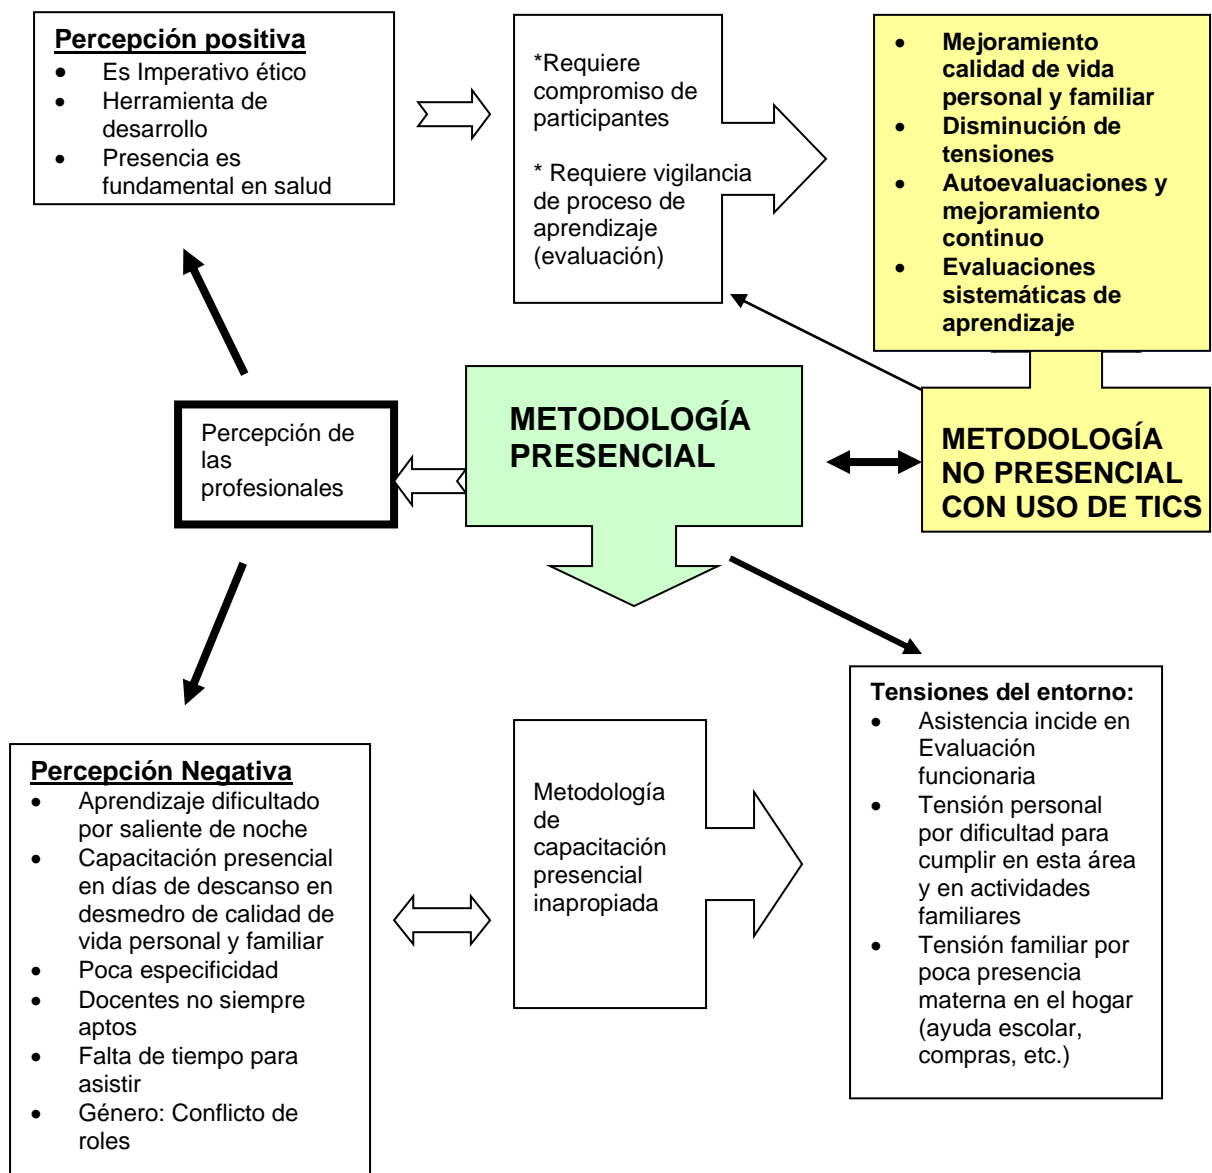 Percepción positiva
• Es Imperativo ético
• Herramienta de
desarrollo
• Presencia es
fundamental en salud
*Requiere
compromiso de
participantes
* Requiere vigilancia
de proceso de
aprendizaje
(evaluación)
• Mejoramiento
calidad de vida
personal y familiar
• Disminución de
tensiones
• Autoevaluaciones y
mejoramiento
continuo
• Evaluaciones
sistemáticas de
aprendizaje
Percepción de
las
profesionales
METODOLOGÍA
PRESENCIAL
METODOLOGÍA
NO PRESENCIAL
CON USO DE TICS
Percepción Negativa
• Aprendizaje dificultado
por saliente de noche
• Capacitación presencial
en días de descanso en
desmedro de calidad de
vida personal y familiar
• Poca especificidad
• Docentes no siempre
aptos
• Falta de tiempo para
asistir
• Género: Conflicto de
roles
Metodología
de
capacitación
presencial
inapropiada
Tensiones del entorno:
• Asistencia incide en
Evaluación
funcionaria
• Tensión personal
por dificultad para
cumplir en esta área
y en actividades
familiares
• Tensión familiar por
poca presencia
materna en el hogar
(ayuda escolar,
compras, etc.)